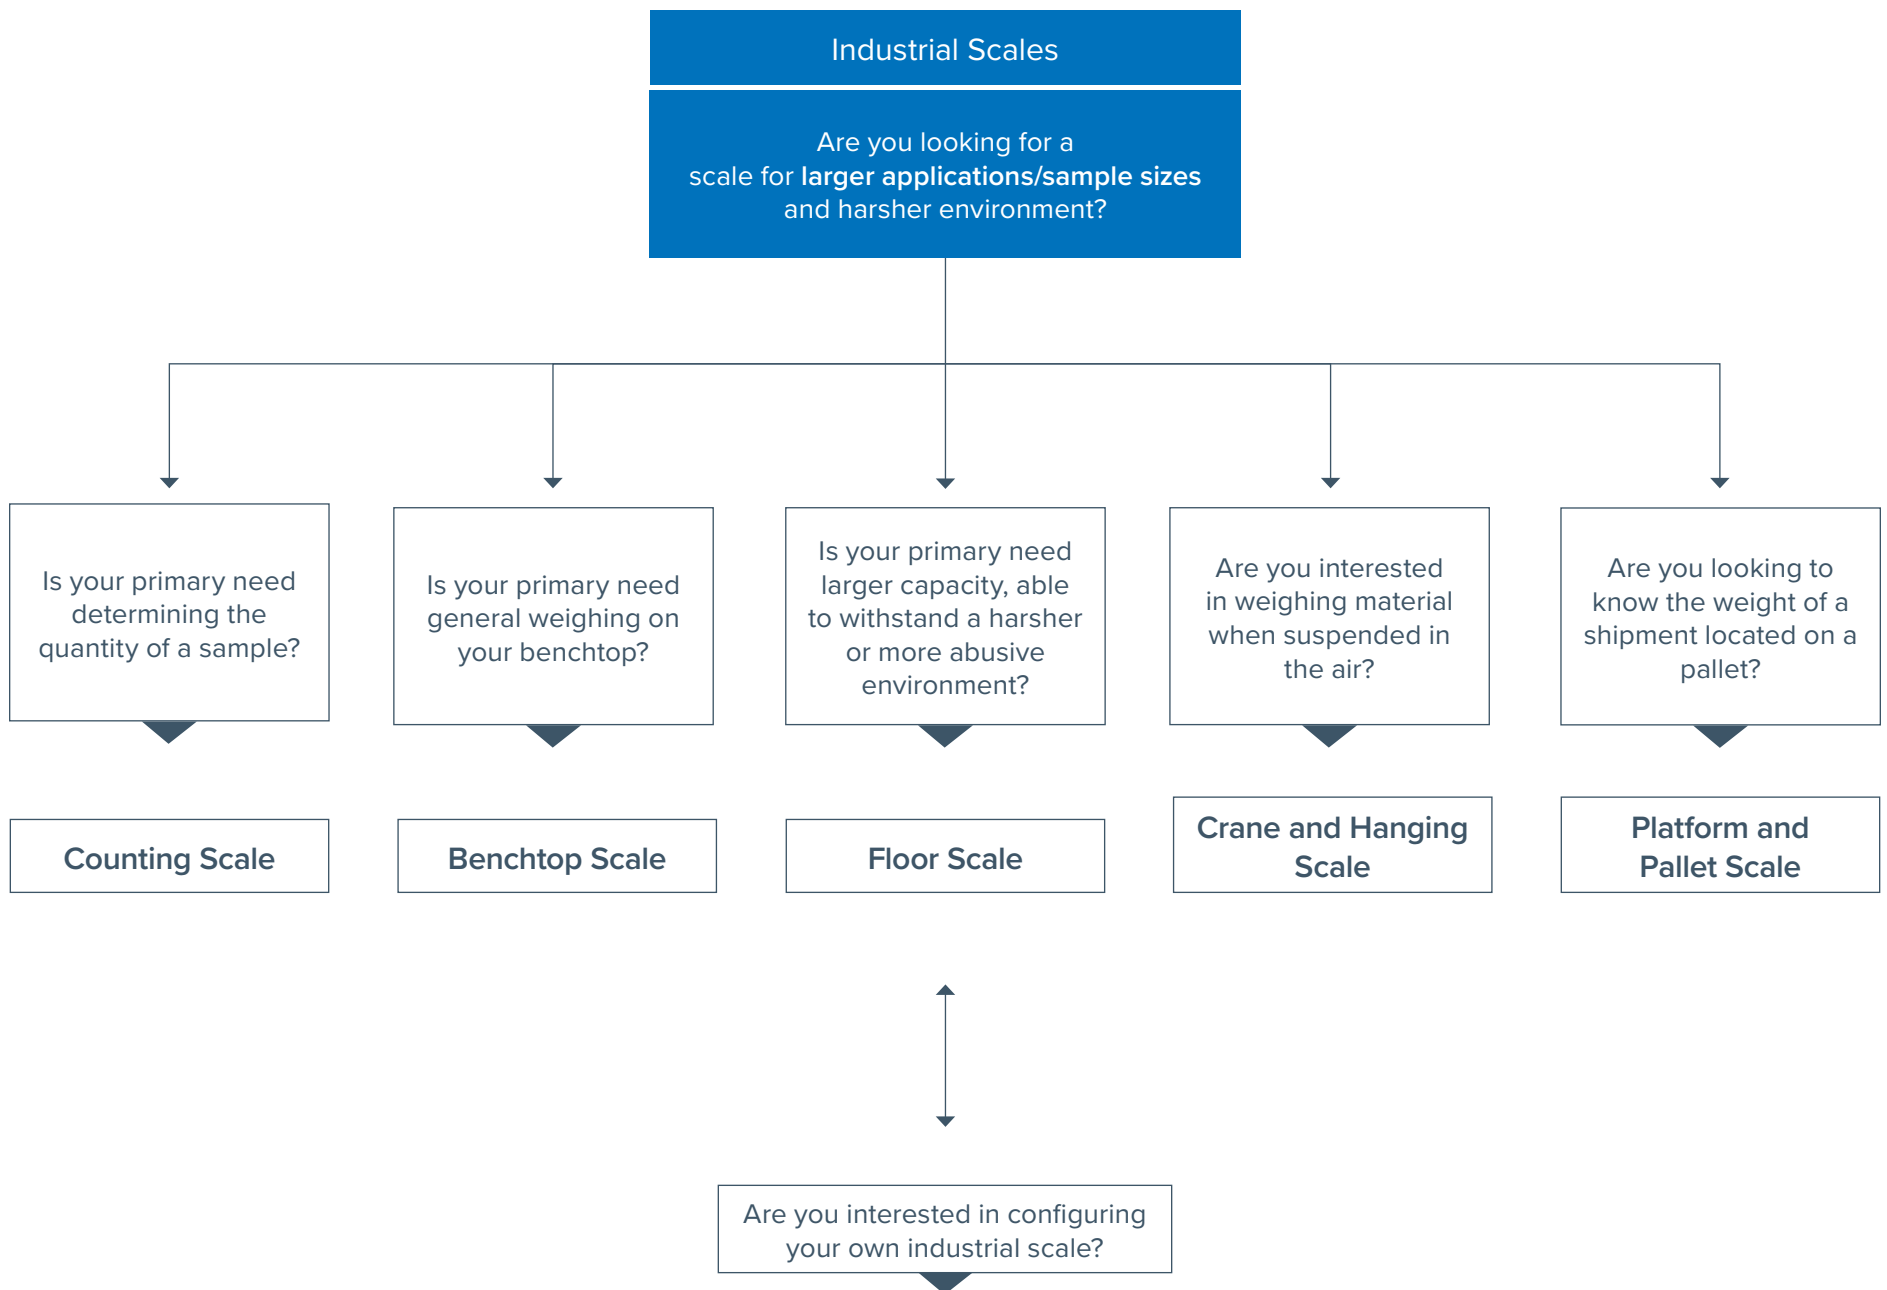 Industrial Scales
Are you looking for a
scale for larger applications/sample sizes
and harsher environment?
Is your primary need
determining the
quantity of a sample?
Is your primary need
general weighing on
your benchtop?
Is your primary need
larger capacity, able
to withstand a harsher
or more abusive
environment?
Are you interested
in weighing material
when suspended in
the air?
Are you looking to
know the weight of a
shipment located on a
pallet?
Counting Scale
Benchtop Scale
Floor Scale
Crane and Hanging
Scale
Platform and
Pallet Scale
Are you interested in configuring
your own industrial scale?